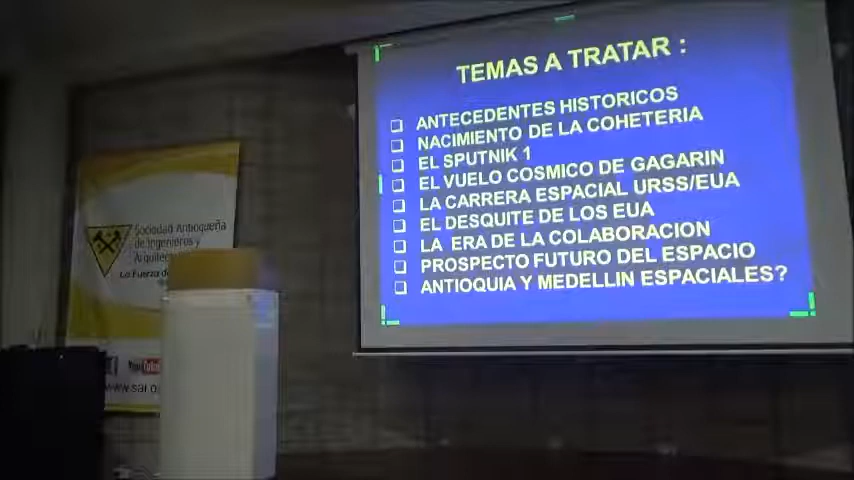 TEMAS A TRATAR :
❑ ANTECEDENTES HISTORICOS
❑ NACIMIENTO DE LA COHETERIA
❑ EL SPUTNIK 1
❑ EL VUELO COSMICO DE GAGARIN
❑ LA CARRERA ESPACIAL URSS/EUA
❑ EL DESQUITE DE LOS EUA
❑ LA ERA DE LA COLABORACION
❑ PROSPECTO FUTURO DEL ESPACIO
❑ ANTIOQUIA Y MEDELLIN ESPACIALES?
Sociedad Antioqueña
de Ingenieros y
La Fuerza